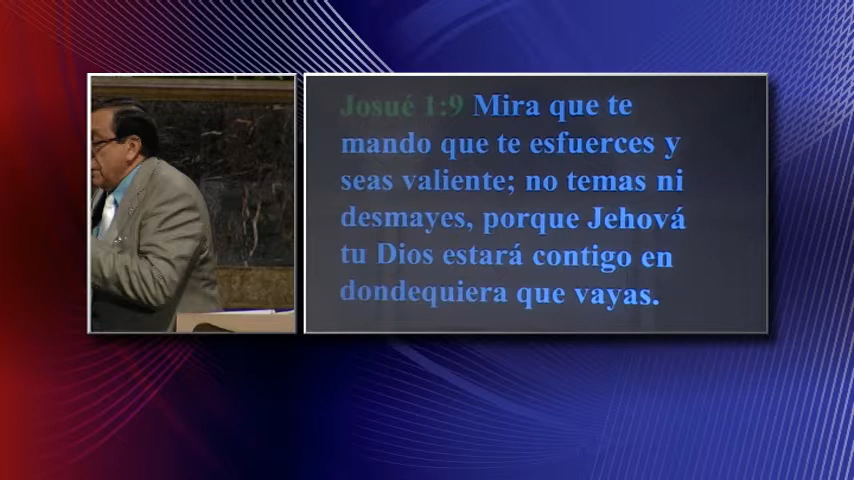 Josué 1:9 Mira que te
mando que te esfuerces y
seas valiente; no temas ni
desmayes, porque Jehová
tu Dios estará contigo en
dondequiera que vayas.